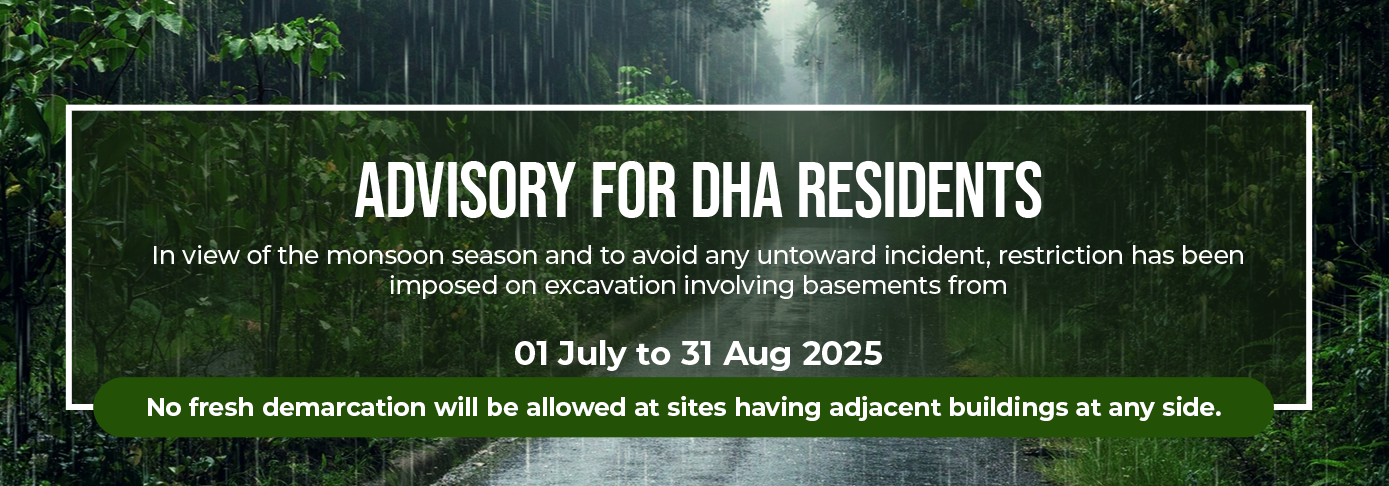 ADVISORY FOR DHA RESIDENTS
In view of the monsoon season and to avoid any untoward incident, restriction has been
imposed on excavation involving basements from
01 July to 31 Aug 2025
No fresh demarcation will be allowed at sites having adjacent buildings at any side.